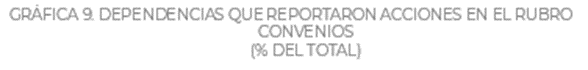 GRÁFICA 9. DEPENDENCIAS QUE REPORTARON ACCIONES EN EL RUBRO
CONVENIOS
(% DEL TOTAL)